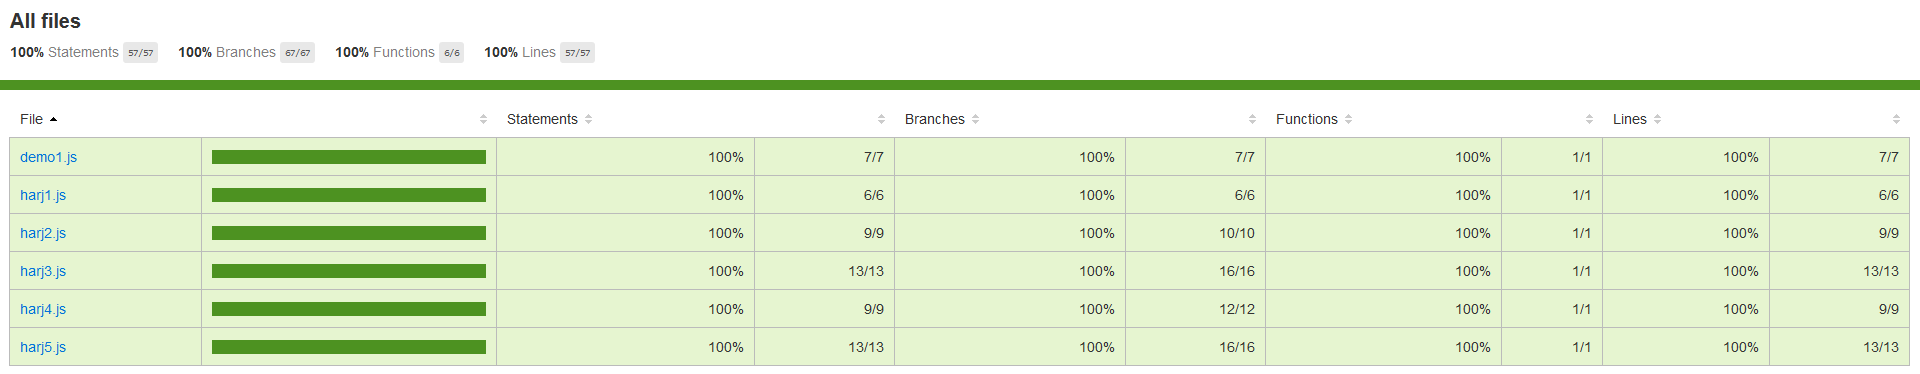 All files
100% Statements 57/57 100% Branches 67/67 100% Functions 6/6 100% Lines 57/57
File Statements Branches Functions Lines
demo1.js 100% 7/7 100% 7/7 100% 1/1 100% 7/7
harj1.js 100% 6/6 100% 6/6 100% 1/1 100% 6/6
harj2.js 100% 9/9 100% 10/10 100% 1/1 100% 9/9
harj3.js 100% 13/13 100% 16/16 100% 1/1 100% 13/13
harj4.js 100% 9/9 100% 12/12 100% 1/1 100% 9/9
harj5.js 100% 13/13 100% 16/16 100% 1/1 100% 13/13